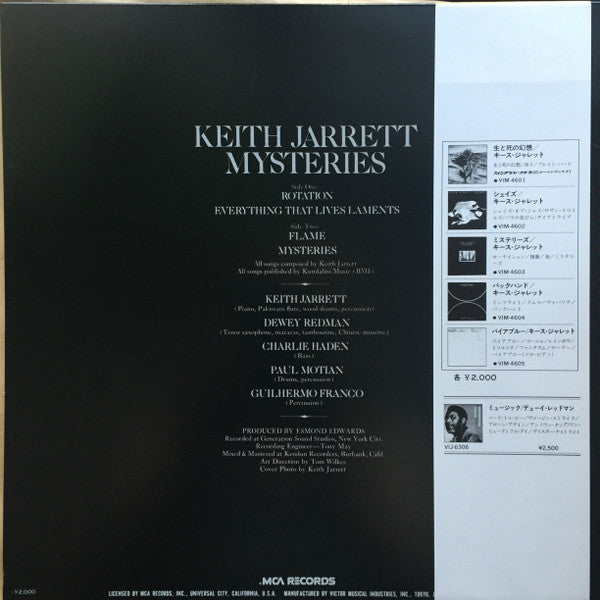 KEITH JARRETT
MYSTERIES
Side One:
ROTATION
EVERYTHING THAT LIVES LAMENTS
Side Two:
FLAME
MYSTERIES
All songs composed by Keith Jarrett
All songs published by Kundalini Music (BMI)
KEITH JARRETT
(Piano, Pakistani flute, wood drums, percussion)
DEWEY REDMAN
(Tenor saxophone, maracas, tambourine, Chinese musette)
CHARLIE HADEN
(Bass)
PAUL MOTIAN
(Drums, percussion)
GUILHERMO FRANCO
(Percussion)
PRODUCED BY ESMOND EDWARDS
Recorded at Generation Sound Studios, New York City
Recording Engineer—Tony May
Mixed & Mastered at Kendun Recorders, Burbank, Calif
Art Direction by Tom Wilkes
Cover Photo by Keith Jarrett
MCA RECORDS
¥2,000
LICENSED BY MCA RECORDS, INC., UNIVERSAL CITY, CALIFORNIA, U.S.A. MANUFACTURED BY VICTOR MUSICAL INDUSTRIES, INC., TOKYO,
生と死の幻想/
キース・ジャレット
●VIM-4601
シェイズ/
キース・ジャレット
●VIM-4602
ミステリーズ/
キース・ジャレット
●VIM-4603
バックハンド/
キース・ジャレット
●VIM-4604
バイアブルー/キース・ジャレット
●VIM-4605
各 ¥2,000
ミュージック/デューイ・レッドマン
VIJ-6306
¥2,500